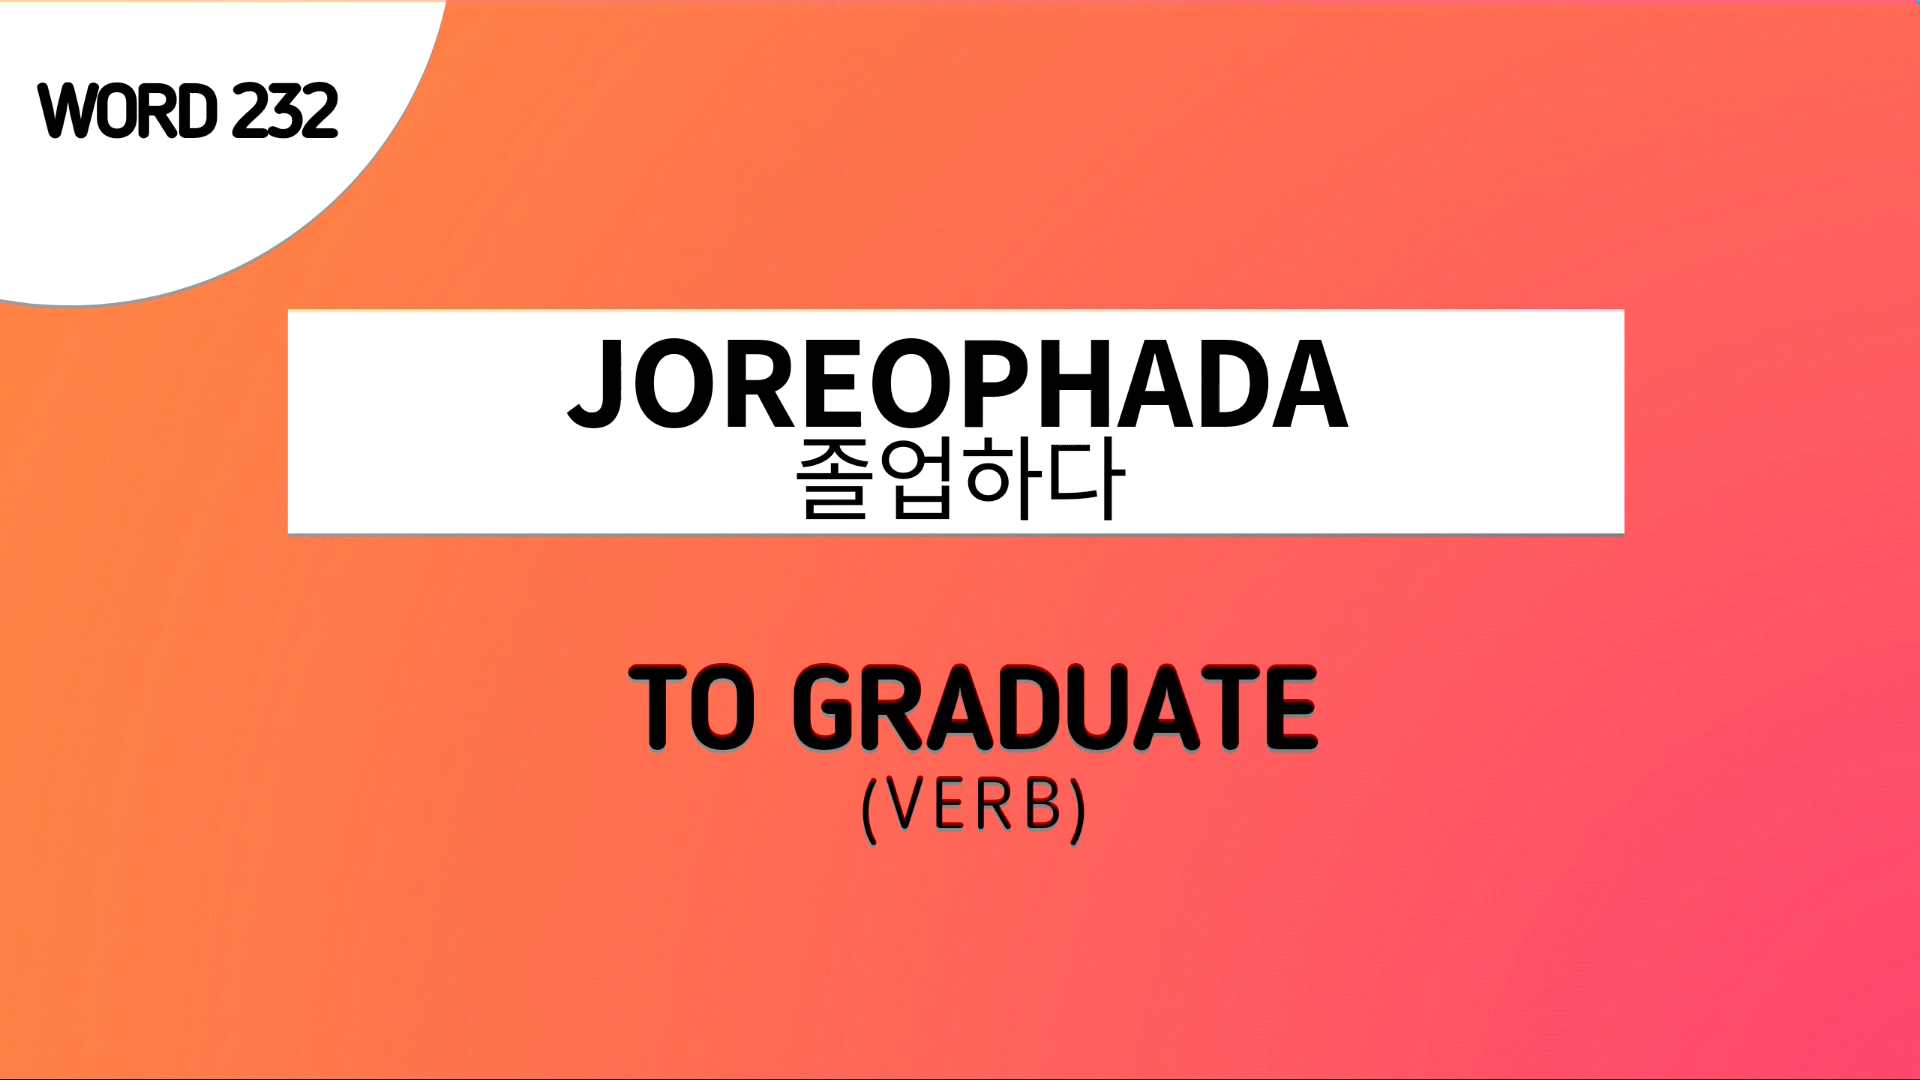 WORD 232
JOREOPHADA
졸업하다
TO GRADUATE
(VERB)